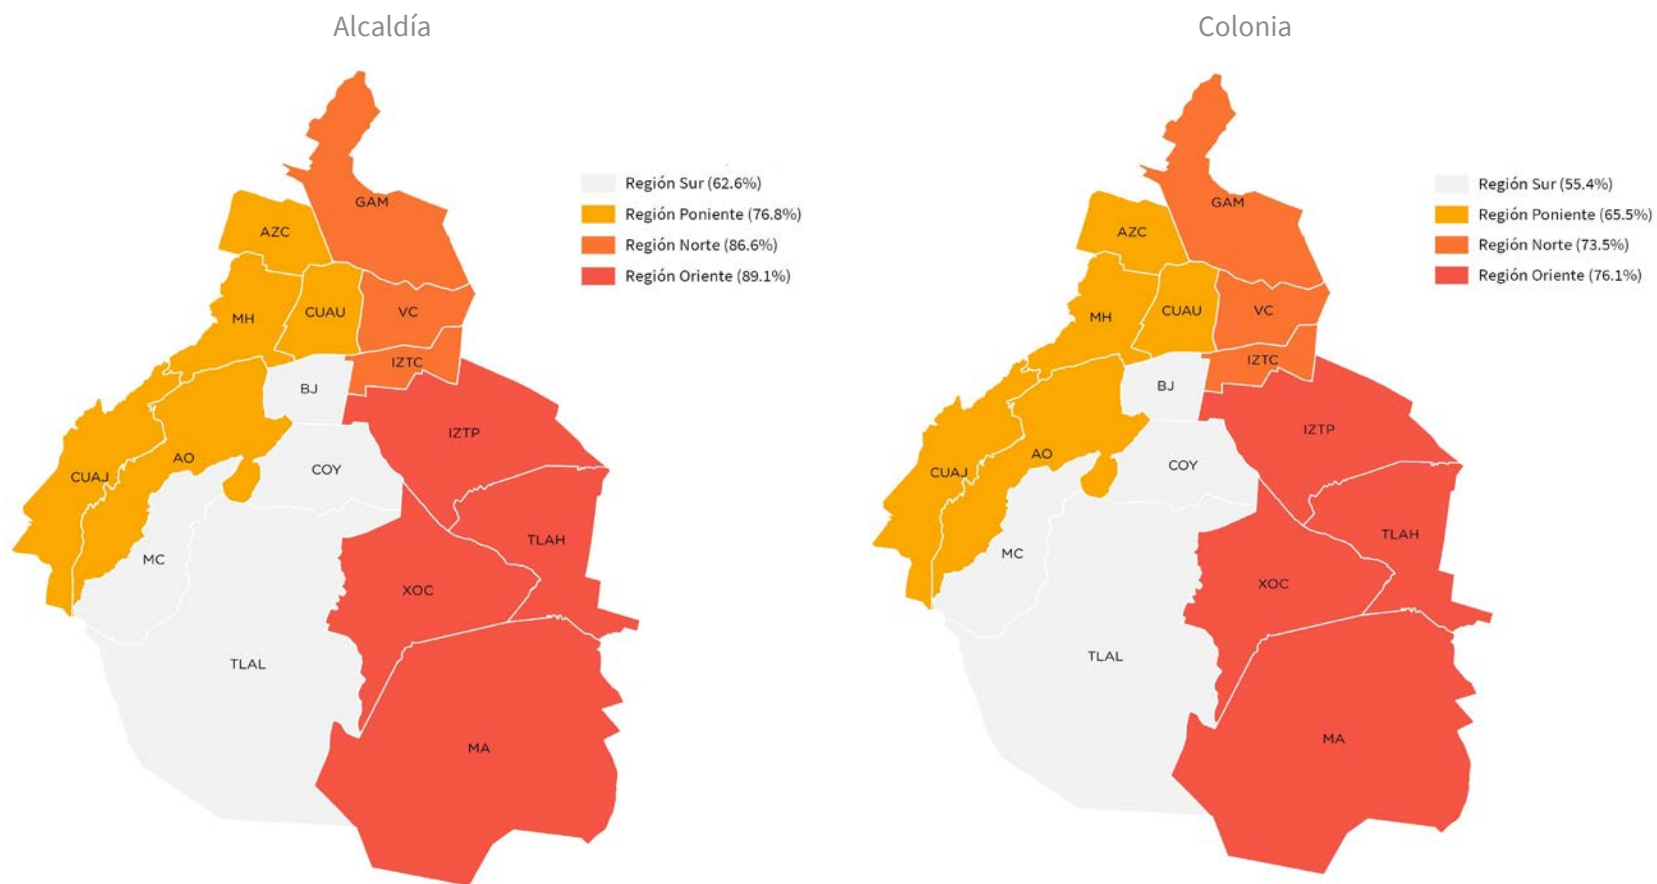 Alcaldía
GAM
AZC
MH
CUAU
VC
IZTC
BJ
IZTP
CUAJ
AO
COY
MC
TLAH
XOC
TLAL
MA
Región Sur (62.6%)
Región Poniente (76.8%)
Región Norte (86.6%)
Región Oriente (89.1%)
Colonia
GAM
AZC
MH
CUAU
VC
IZTC
BJ
IZTP
CUAJ
AO
COY
MC
TLAH
XOC
TLAL
MA
Región Sur (55.4%)
Región Poniente (65.5%)
Región Norte (73.5%)
Región Oriente (76.1%)